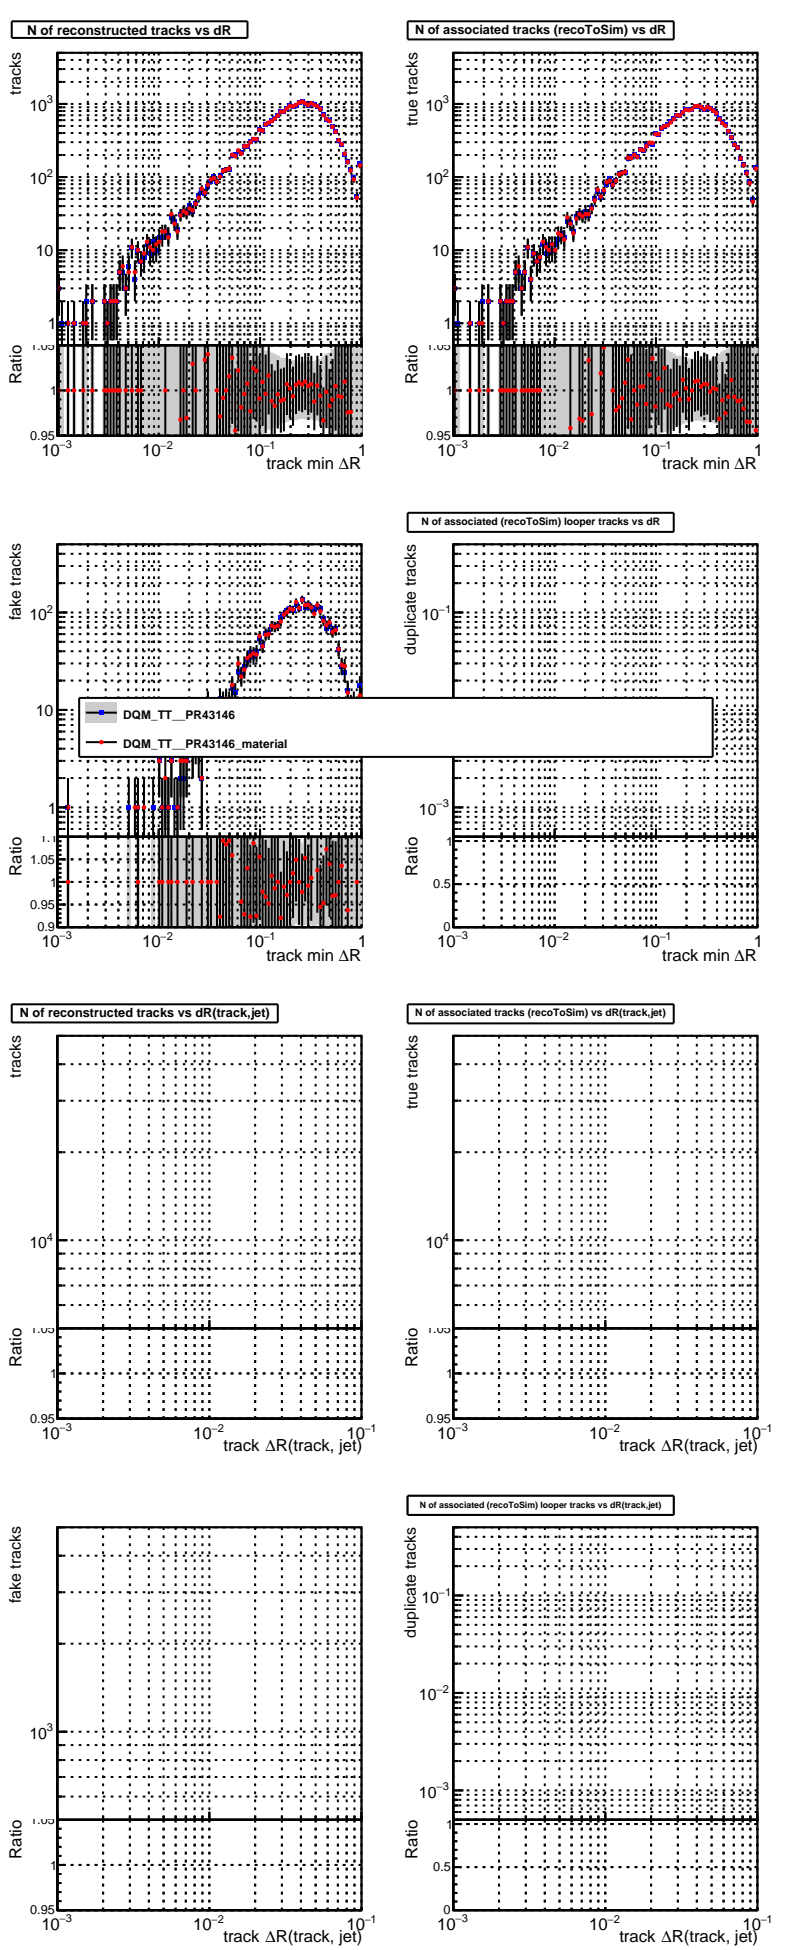 N of reconstructed tracks vs dR
tracks
10³
10²
10
1
Ratio
1.05
1
0.95
10⁻³ 10⁻² 10⁻¹ 1
track min ΔR
N of associated tracks (recoToSim) vs dR
true tracks
10³
10²
10
1
Ratio
1.05
1
0.95
10⁻³ 10⁻² 10⁻¹ 1
track min ΔR
fake tracks
10²
10
1
Ratio
1.1
1.05
1
0.95
0.9
10⁻³ 10⁻² 10⁻¹ 1
track min ΔR
N of associated (recoToSim) looper tracks vs dR
duplicate tracks
10⁻¹
10⁻³
Ratio
1
0.5
0
10⁻³ 10⁻² 10⁻¹ 1
track min ΔR
DQM_TT__PR43146
DQM_TT__PR43146_material
N of reconstructed tracks vs dR(track,jet)
tracks
10⁴
Ratio
1.05
1
0.95
10⁻³ 10⁻² 10⁻¹
track ΔR(track, jet)
N of associated tracks (recoToSim) vs dR(track,jet)
true tracks
10⁴
Ratio
1.05
1
0.95
10⁻³ 10⁻² 10⁻¹
track ΔR(track, jet)
fake tracks
10³
Ratio
1.05
1
0.95
10⁻³ 10⁻² 10⁻¹
track ΔR(track, jet)
N of associated (recoToSim) looper tracks vs dR(track,jet)
duplicate tracks
10⁻¹
10⁻²
10⁻³
Ratio
1
0.5
0
10⁻³ 10⁻² 10⁻¹
track ΔR(track, jet)